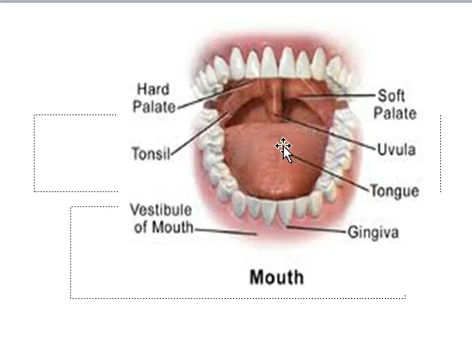 Hard
Palate
Soft
Palate
Tonsil
Uvula
Tongue
Vestibule
of Mouth
Gingiva
Mouth